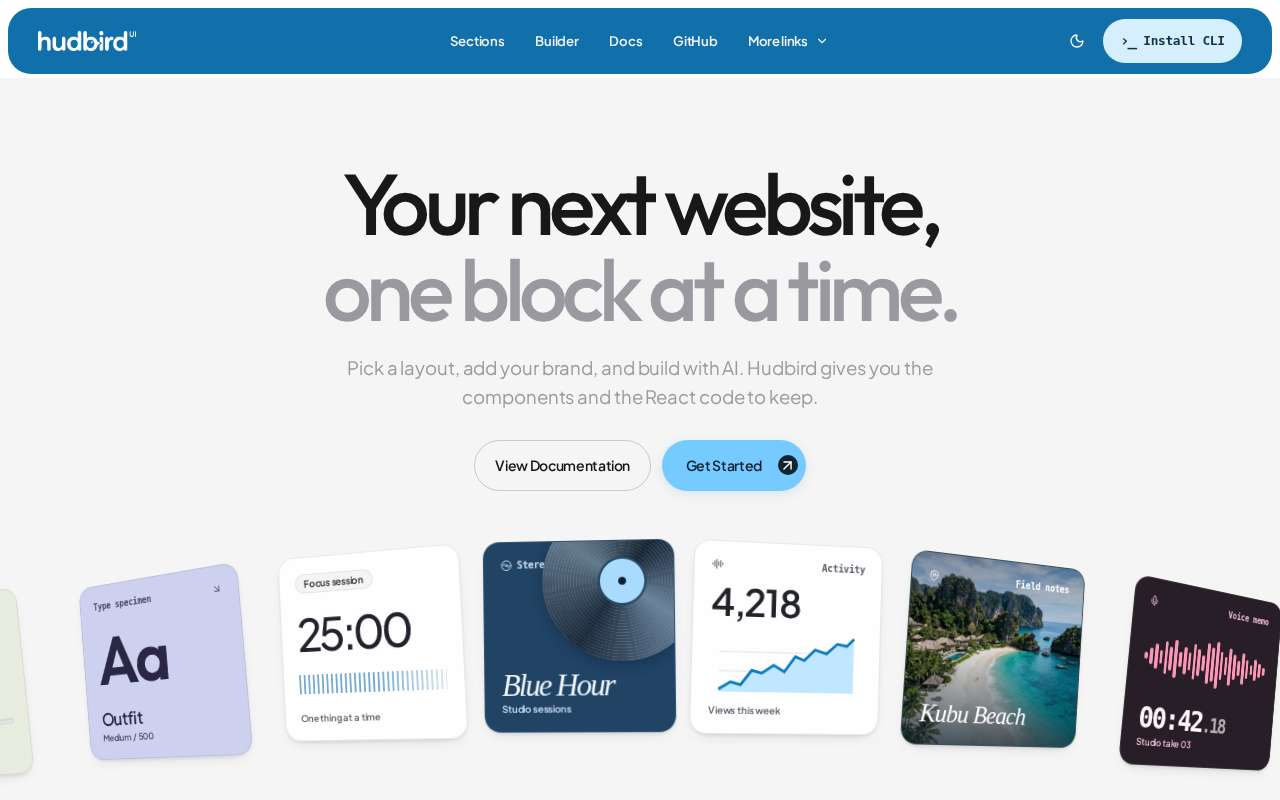 hudbird UI
Sections
Builder
Docs
GitHub
More links
>_ Install CLI
Your next website,
one block at a time.
Pick a layout, add your brand, and build with AI. Hudbird gives you the
components and the React code to keep.
View Documentation
Get Started
Type specimen
Aa
Outfit
Medium / 500
Focus session
25:00
One thing at a time
Stere
Blue Hour
Studio sessions
Activity
4,218
Views this week
Field notes
Kubu Beach
Voice memo
00:42.18
Studio take 03